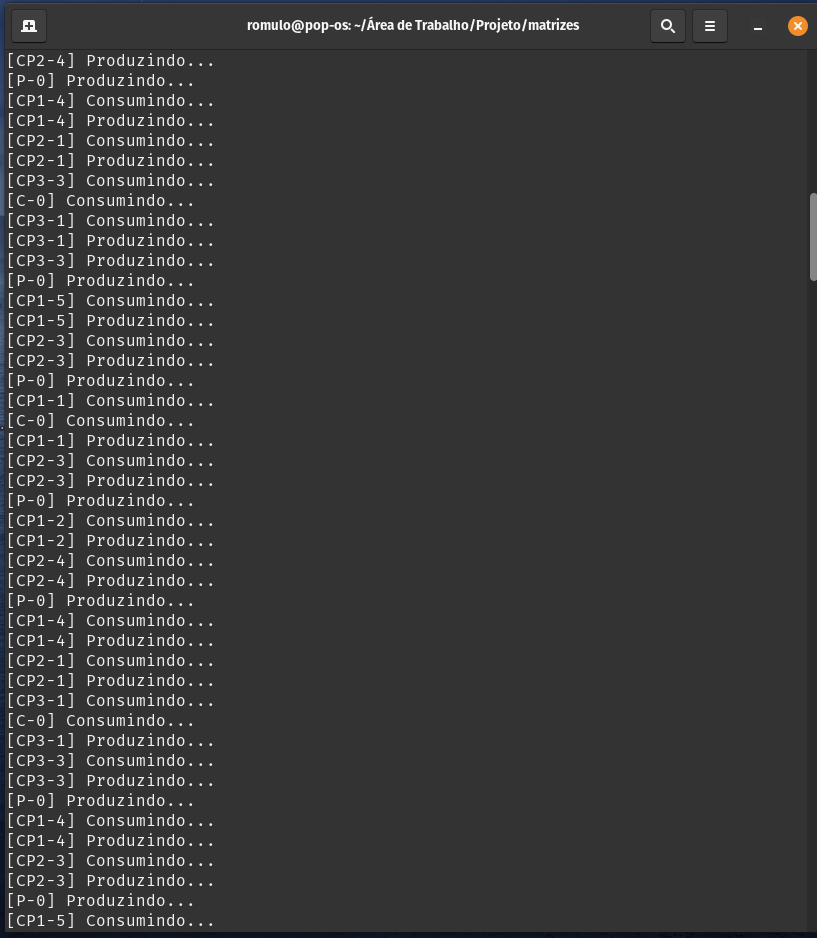 romulo@pop-os: ~/Área de Trabalho/Projeto/matrizes
[CP2-4] Produzindo...
[P-0] Produzindo...
[CP1-4] Consumindo...
[CP1-4] Produzindo...
[CP2-1] Consumindo...
[CP2-1] Produzindo...
[CP3-3] Consumindo...
[C-0] Consumindo...
[CP3-1] Consumindo...
[CP3-1] Produzindo...
[CP3-3] Produzindo...
[P-0] Produzindo...
[CP1-5] Consumindo...
[CP1-5] Produzindo...
[CP2-3] Consumindo...
[CP2-3] Produzindo...
[P-0] Produzindo...
[CP1-1] Consumindo...
[C-0] Consumindo...
[CP1-1] Produzindo...
[CP2-3] Consumindo...
[CP2-3] Produzindo...
[P-0] Produzindo...
[CP1-2] Consumindo...
[CP1-2] Produzindo...
[CP2-4] Consumindo...
[CP2-4] Produzindo...
[P-0] Produzindo...
[CP1-4] Consumindo...
[CP1-4] Produzindo...
[CP2-1] Consumindo...
[CP2-1] Produzindo...
[CP3-1] Consumindo...
[C-0] Consumindo...
[CP3-1] Produzindo...
[CP3-3] Consumindo...
[CP3-3] Produzindo...
[P-0] Produzindo...
[CP1-4] Consumindo...
[CP1-4] Produzindo...
[CP2-3] Consumindo...
[CP2-3] Produzindo...
[P-0] Produzindo...
[CP1-5] Consumindo...